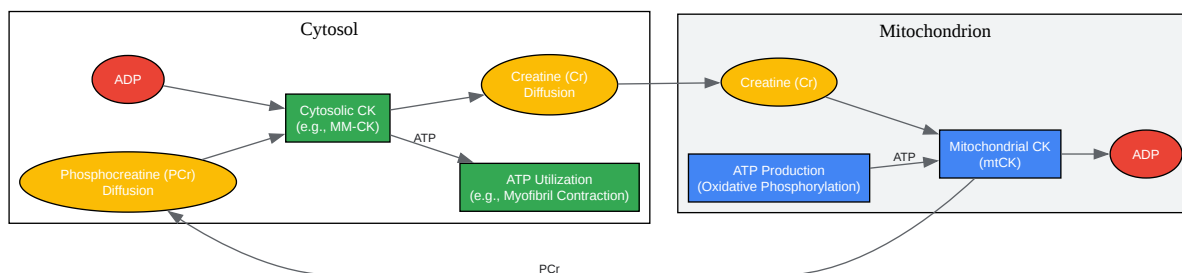 Cytosol
ADP
Cytosolic CK
(e.g., MM-CK)
Creatine (Cr)
Diffusion
ATP
Phosphocreatine (PCr)
Diffusion
ATP Utilization
(e.g., Myofibril Contraction)
Mitochondrion
Creatine (Cr)
ATP Production
(Oxidative Phosphorylation)
ATP
Mitochondrial CK
(mtCK)
ADP
PCr